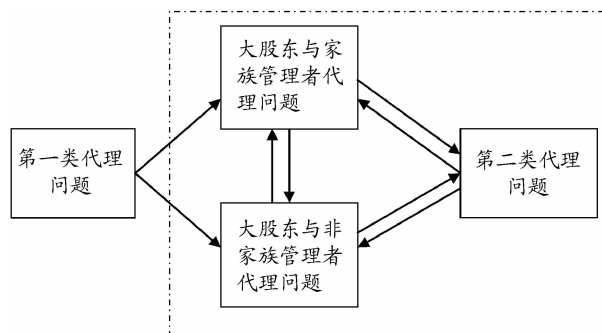 大股东与家
族管理者代
理问题
第一类代理
问题
第二类代理
问题
大股东与非
家族管理者
代理问题